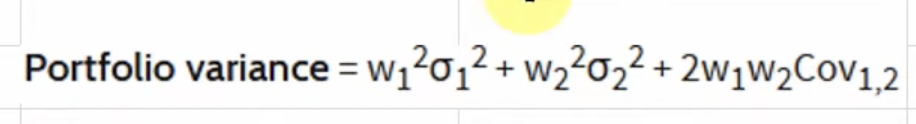 Portfolio variance = w₁²σ₁² + w₂²σ₂² + 2w₁w₂Cov₁,₂